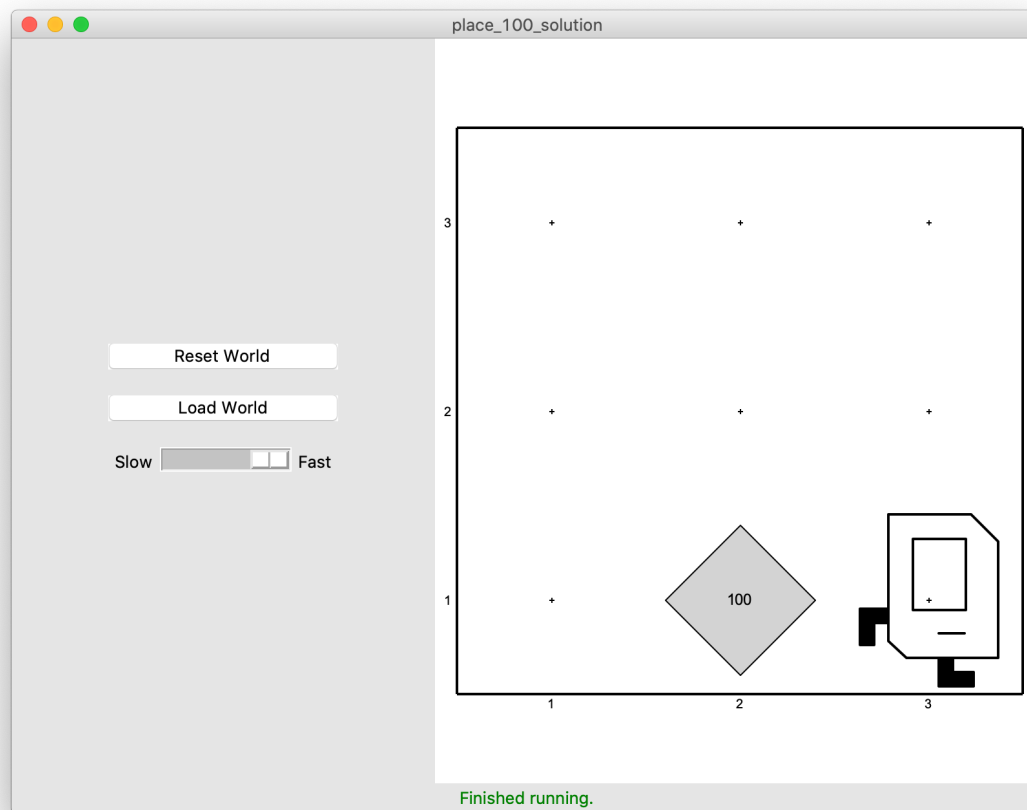 place_100_solution
3
Reset World
Load World
2
Slow Fast
100
1
1 2 3
Finished running.